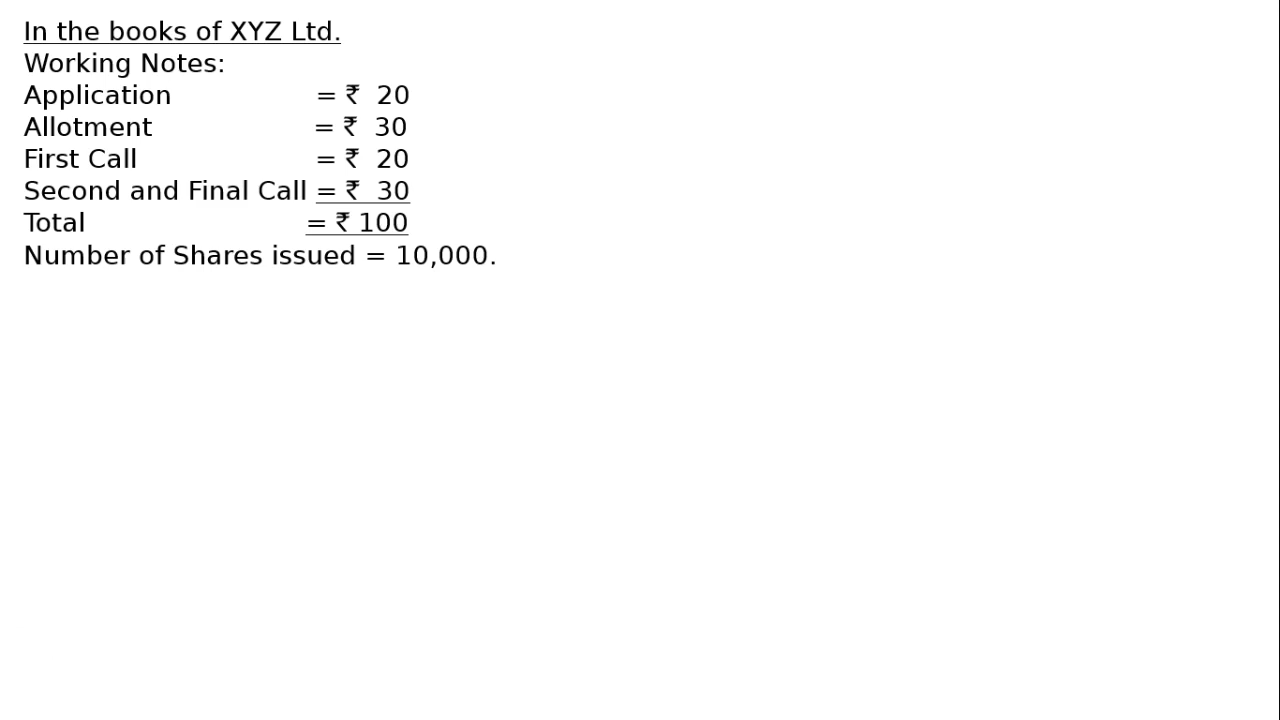 In the books of XYZ Ltd.
Working Notes:
Application = ₹ 20
Allotment = ₹ 30
First Call = ₹ 20
Second and Final Call = ₹ 30
Total = ₹ 100
Number of Shares issued = 10,000.